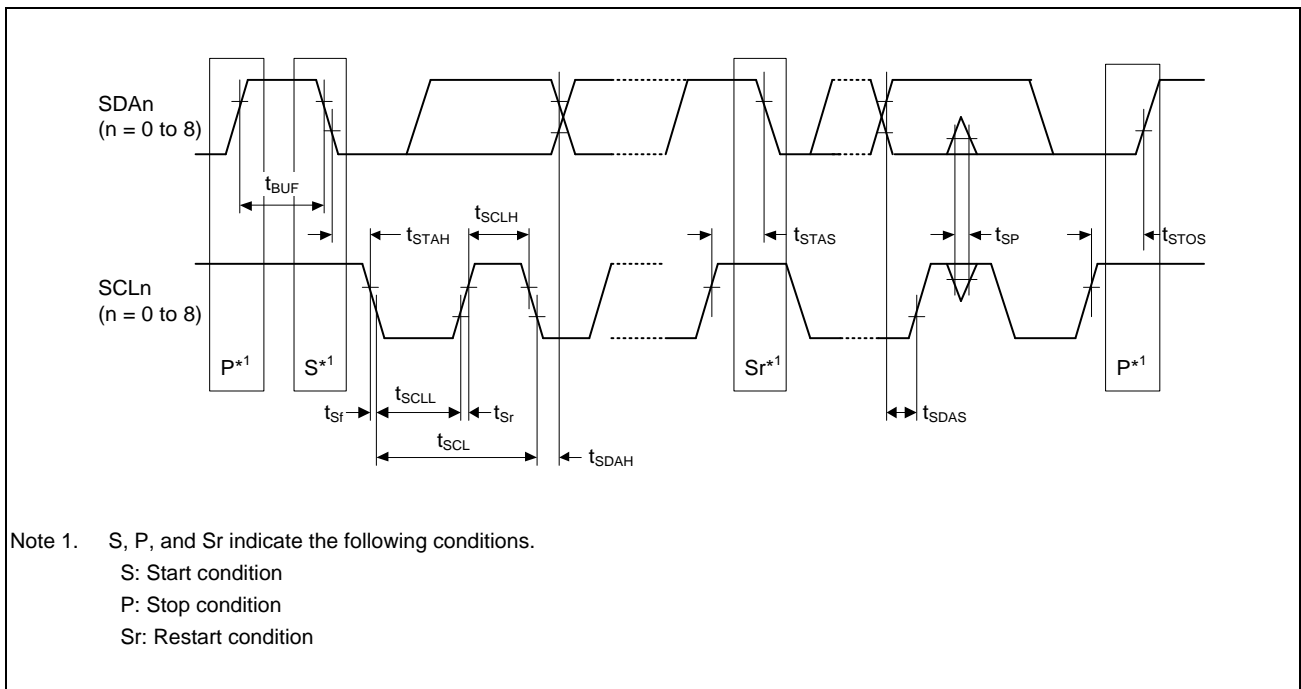 SDAn
(n = 0 to 8)
tBUF
tSCLH
tSTAH
tSTAS
tSP
tSTOS
SCLn
(n = 0 to 8)
P*1
S*1
Sr*1
P*1
tSf
tSCLL
tSr
tSDAS
tSCL
tSDAH
Note 1. S, P, and Sr indicate the following conditions.
S: Start condition
P: Stop condition
Sr: Restart condition